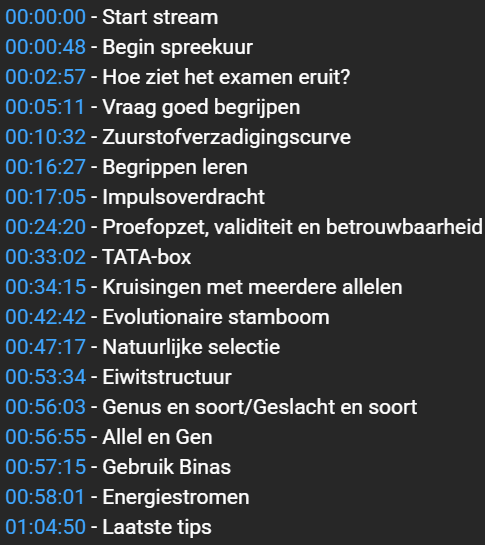 00:00:00 - Start stream
00:00:48 - Begin spreekuur
00:02:57 - Hoe ziet het examen eruit?
00:05:11 - Vraag goed begrijpen
00:10:32 - Zuurstofverzadigingscurve
00:16:27 - Begrippen leren
00:17:05 - Impulsoverdracht
00:24:20 - Proefopzet, validiteit en betrouwbaarheid
00:33:02 - TATA-box
00:34:15 - Kruisingen met meerdere allelen
00:42:42 - Evolutionaire stamboom
00:47:17 - Natuurlijke selectie
00:53:34 - Eiwitstructuur
00:56:03 - Genus en soort/Geslacht en soort
00:56:55 - Allel en Gen
00:57:15 - Gebruik Binas
00:58:01 - Energiestromen
01:04:50 - Laatste tips